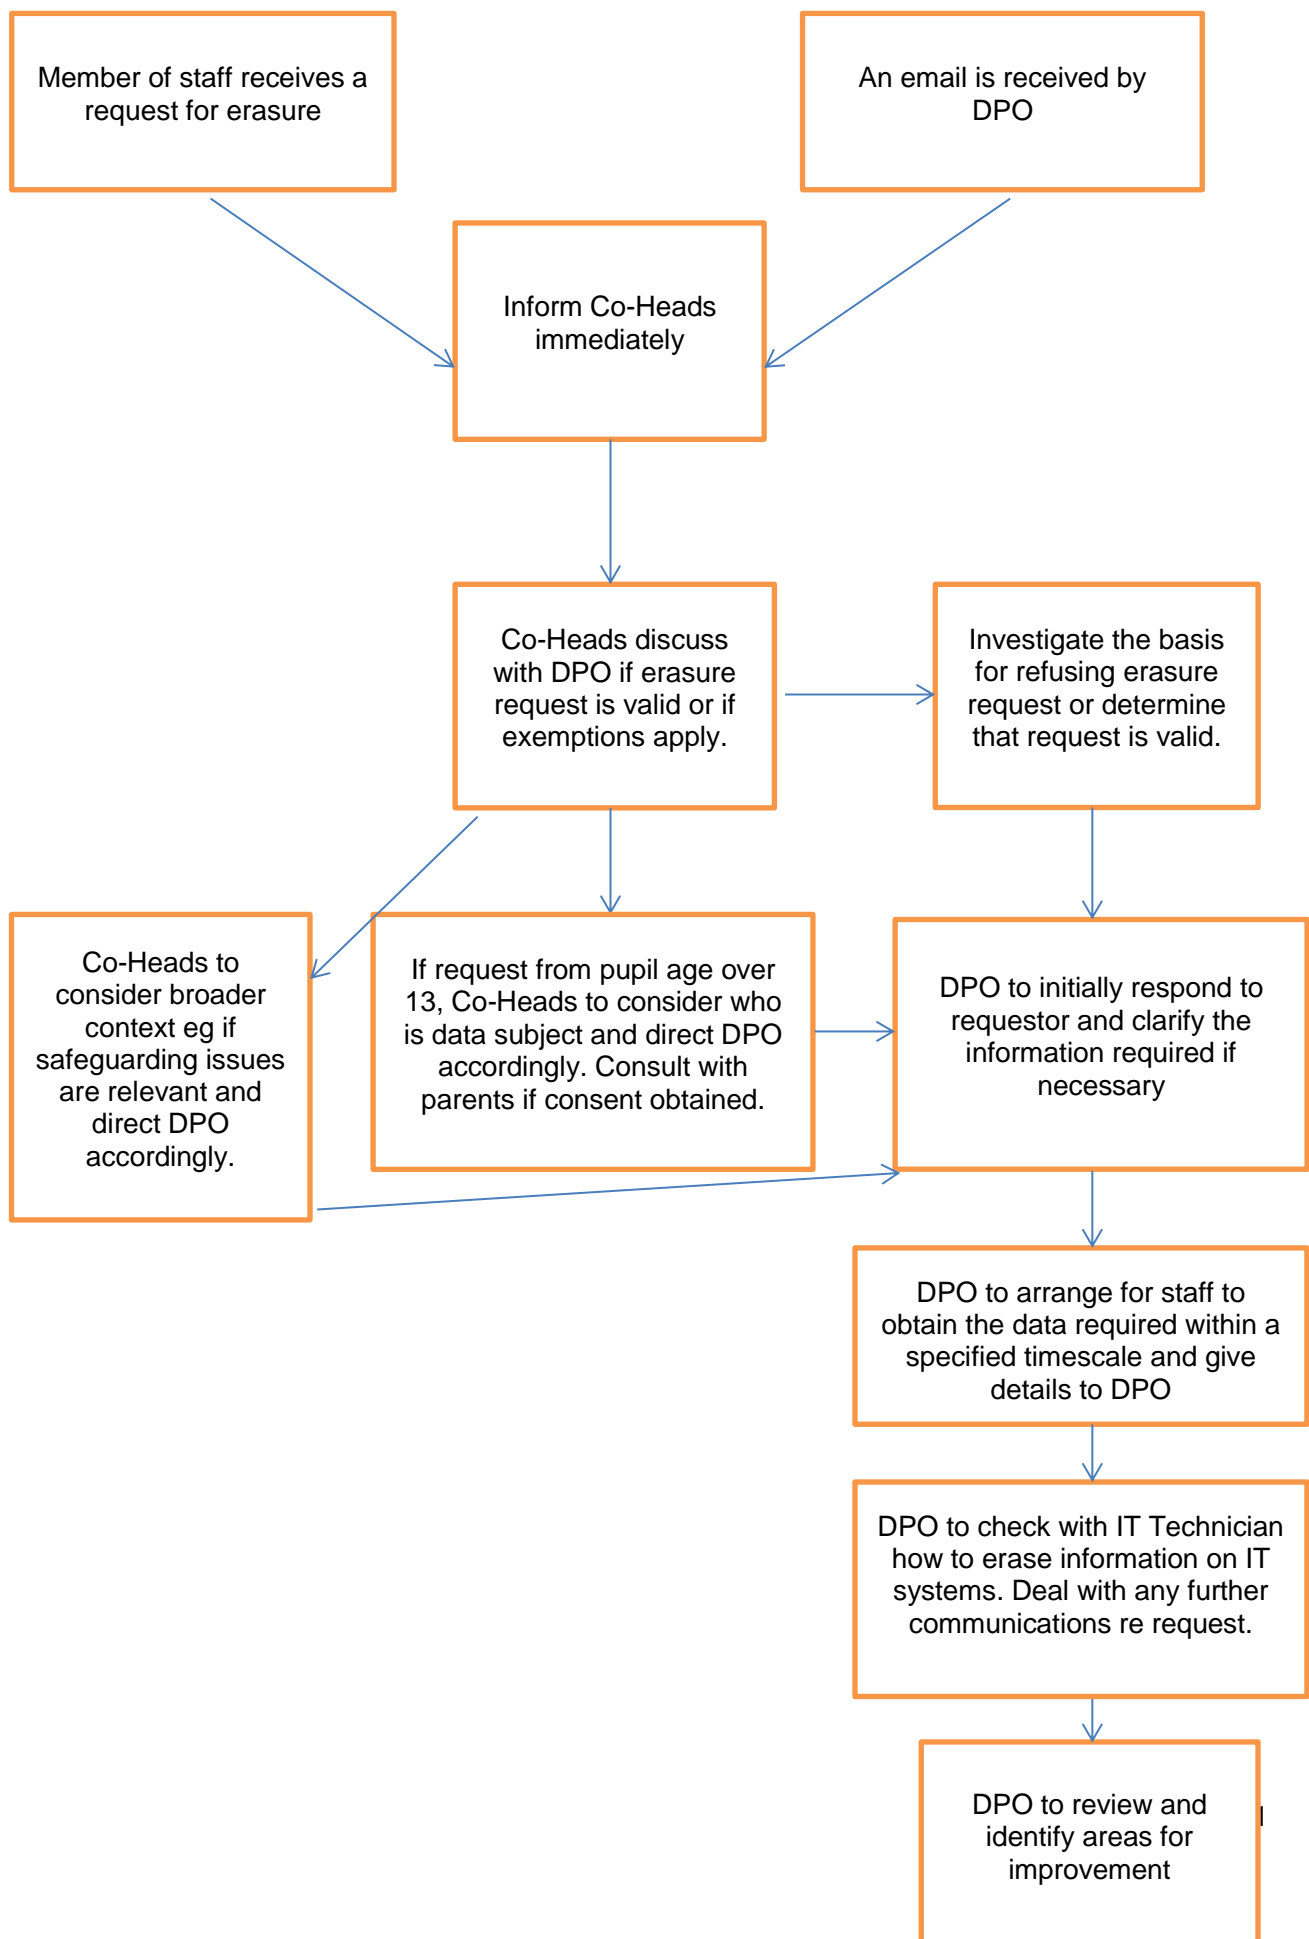 Member of staff receives a
request for erasure
An email is received by
DPO
Inform Co-Heads
immediately
Co-Heads discuss
with DPO if erasure
request is valid or if
exemptions apply.
Investigate the basis
for refusing erasure
request or determine
that request is valid.
Co-Heads to
consider broader
context eg if
safeguarding issues
are relevant and
direct DPO
accordingly.
If request from pupil age over
13, Co-Heads to consider who
is data subject and direct DPO
accordingly. Consult with
parents if consent obtained.
DPO to initially respond to
requestor and clarify the
information required if
necessary
DPO to arrange for staff to
obtain the data required within a
specified timescale and give
details to DPO
DPO to check with IT Technician
how to erase information on IT
systems. Deal with any further
communications re request.
DPO to review and
identify areas for
improvement